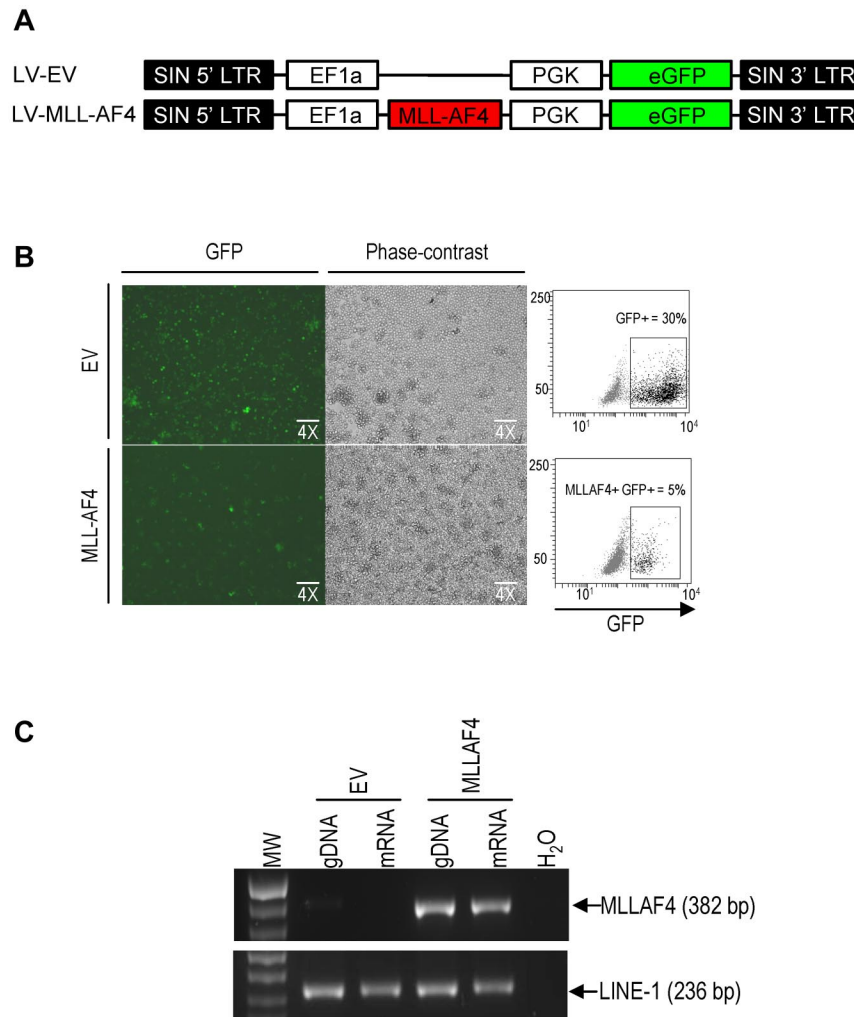 A
LV-EV SIN 5' LTR EF1a PGK eGFP SIN 3' LTR
LV-MLL-AF4 SIN 5' LTR EF1a MLL-AF4 PGK eGFP SIN 3' LTR
B
GFP Phase-contrast
EV
4X 4X
250
50
GFP+ = 30%
10¹ 10⁴
MLL-AF4
4X 4X
250
50
MLLAF4+ GFP+ = 5%
10¹ 10⁴
GFP
C
EV MLLAF4
MW gDNA mRNA gDNA mRNA H₂O
MLLAF4 (382 bp)
LINE-1 (236 bp)